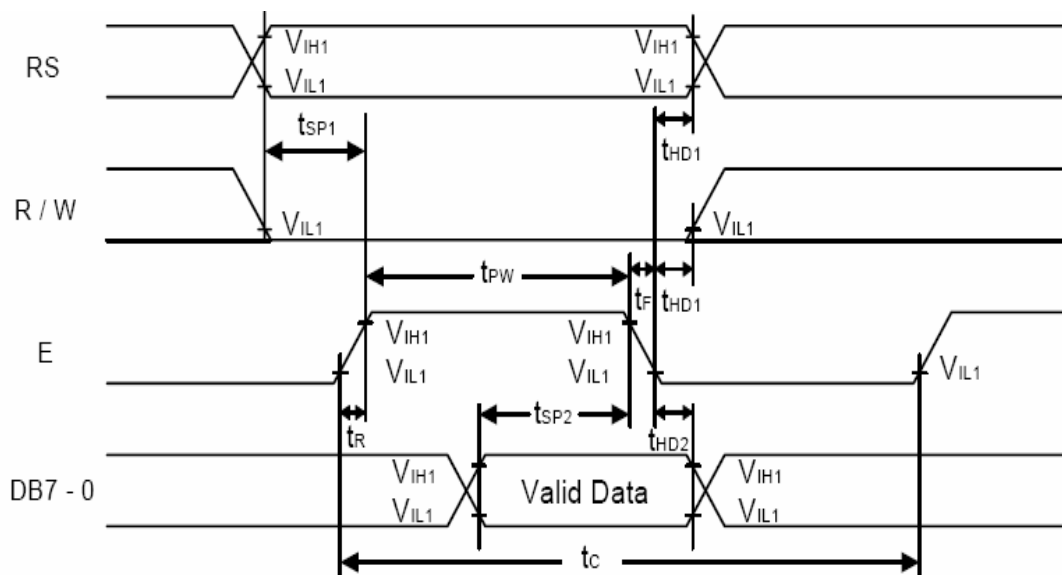 RS
VIH1
VIH1
VIL1
VIL1
tSP1
tHD1
R / W
VIL1
VIL1
tPW
tF
tHD1
E
VIH1
VIH1
VIL1
VIL1
VIL1
tR
tSP2
tHD2
DB7 - 0
VIH1
Valid Data
VIH1
VIL1
VIL1
tC